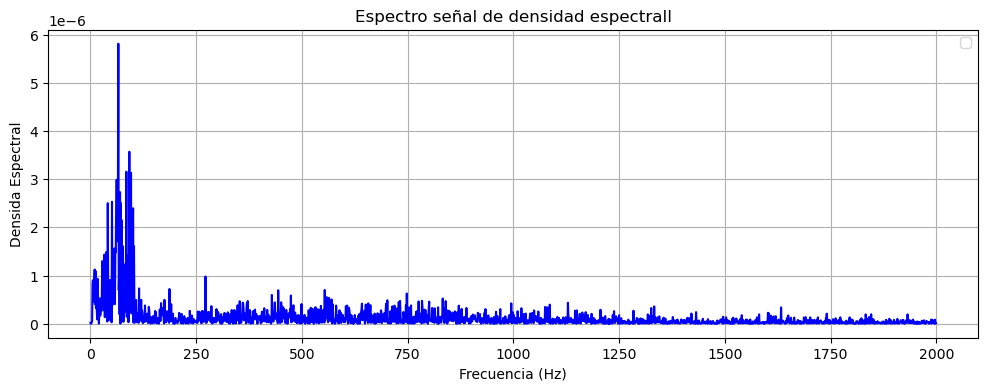 Espectro señal de densidad espectrall
1e−6
6
5
4
3
2
1
0
Densida Espectral
0 250 500 750 1000 1250 1500 1750 2000
Frecuencia (Hz)